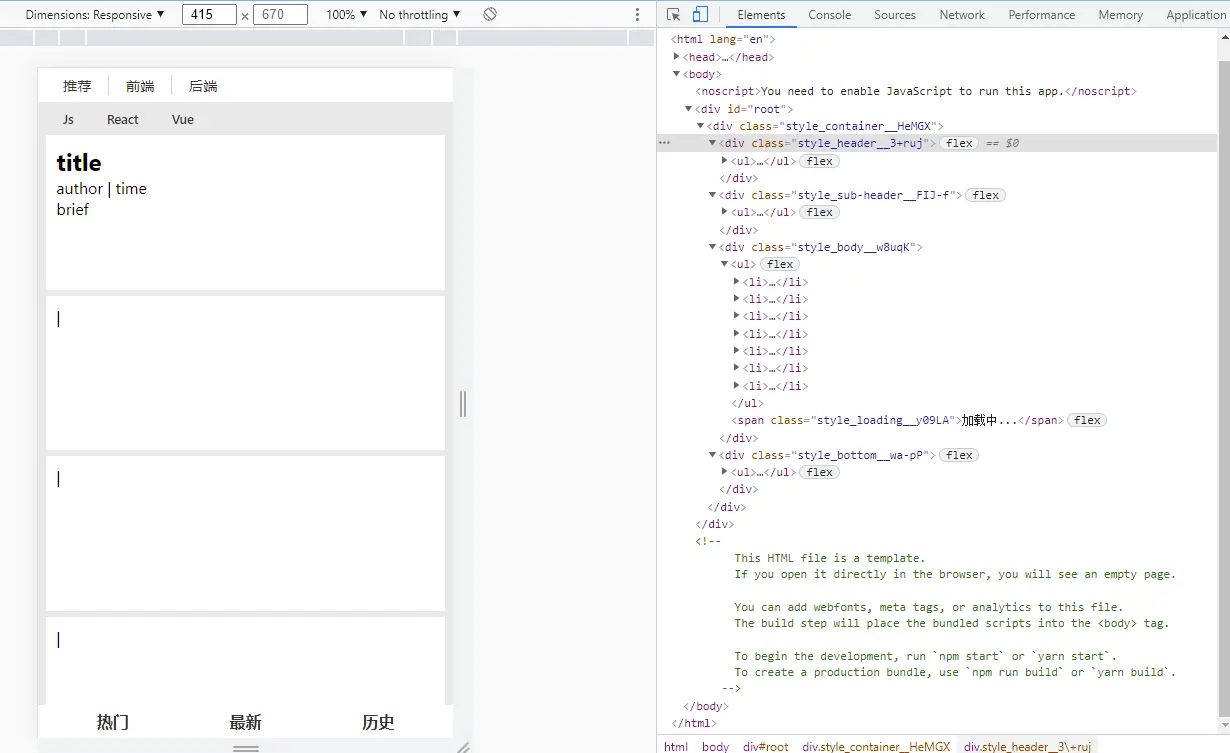 Dimensions: Responsive ▼ 415 × 670 100% ▼ No throttling ▼
Elements Console Sources Network Performance Memory Application
推荐 前端 后端
Js React Vue
title
author | time
brief
|
|
|
热门 最新 历史
<html lang="en">
▶<head>…</head>
▼<body>
<noscript>You need to enable JavaScript to run this app.</noscript>
▼<div id="root">
▼<div class="style_container__HeMGX">
… ▼<div class="style_header__3+ruj"> flex == $0
▶<ul>…</ul> flex
</div>
▼<div class="style_sub-header__FIJ-f"> flex
▶<ul>…</ul> flex
</div>
▼<div class="style_body__w8uqK">
▼<ul> flex
▶<li>…</li>
▶<li>…</li>
▶<li>…</li>
▶<li>…</li>
▶<li>…</li>
▶<li>…</li>
▶<li>…</li>
</ul>
<span class="style_loading__y09LA">加载中...</span> flex
</div>
▼<div class="style_bottom__wa-pP"> flex
▶<ul>…</ul> flex
</div>
</div>
</div>
<!--
This HTML file is a template.
If you open it directly in the browser, you will see an empty page.
You can add webfonts, meta tags, or analytics to this file.
The build step will place the bundled scripts into the <body> tag.
To begin the development, run `npm start` or `yarn start`.
To create a production bundle, use `npm run build` or `yarn build`.
-->
</body>
</html>
html body div#root div.style_container__HeMGX div.style_header__3\+ruj